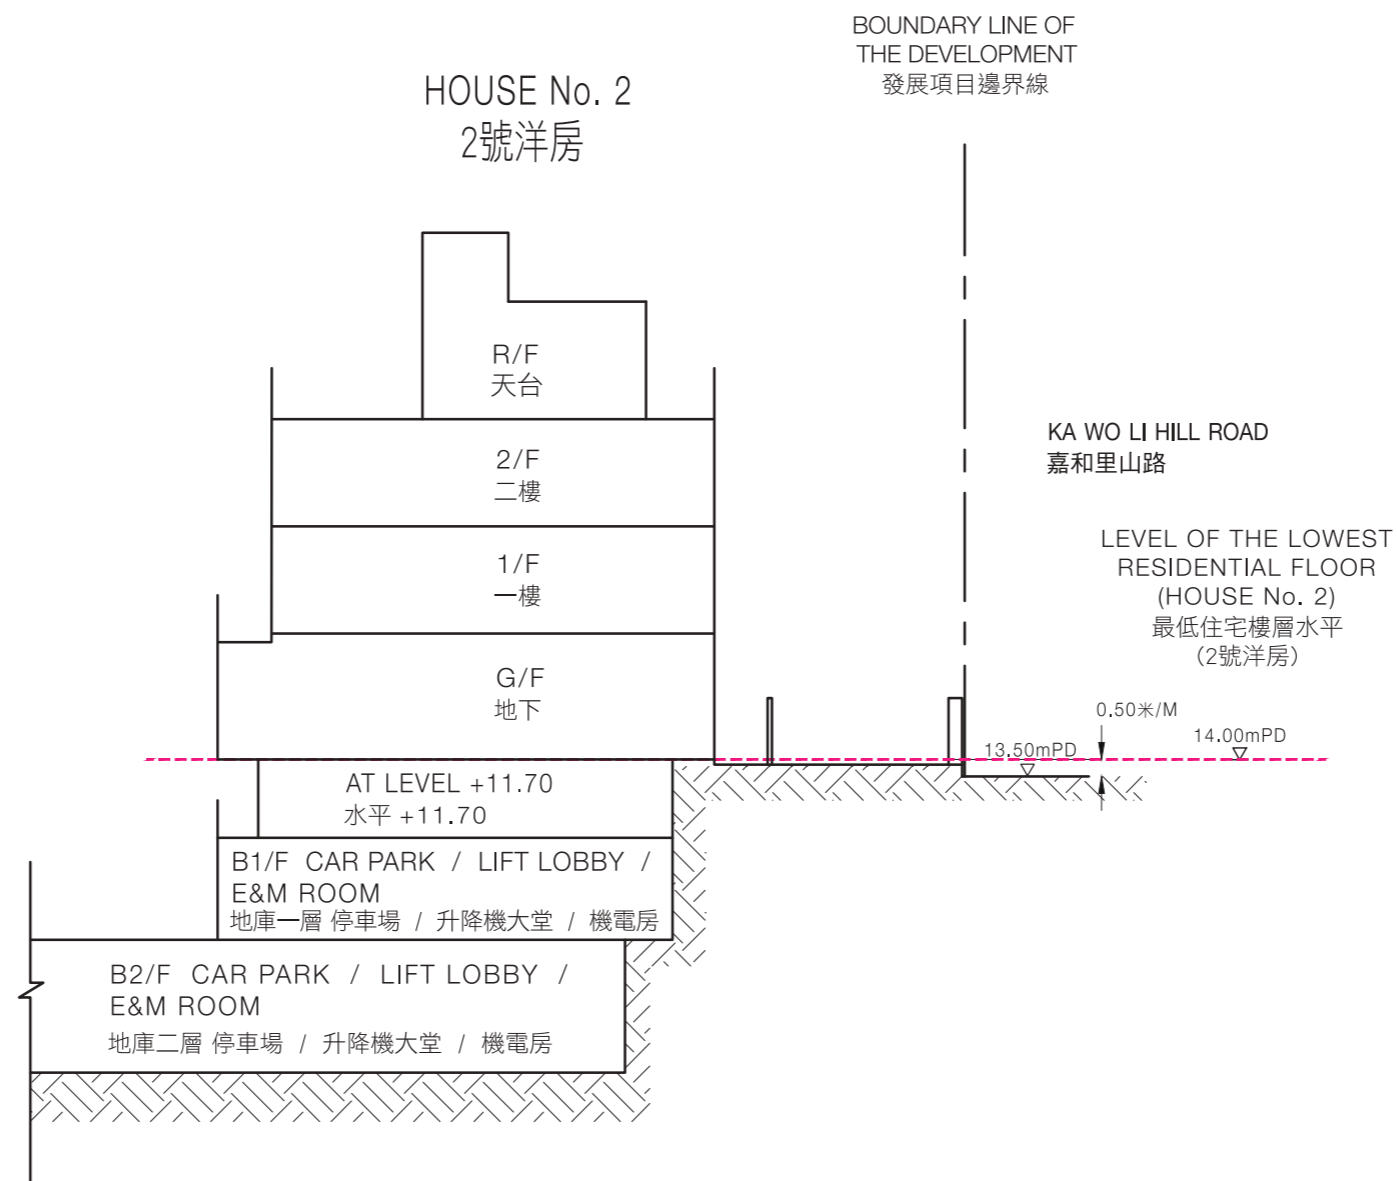 BOUNDARY LINE OF
THE DEVELOPMENT
發展項目邊界線
HOUSE No. 2
2號洋房
R/F
天台
2/F
二樓
1/F
一樓
G/F
地下
KA WO LI HILL ROAD
嘉和里山路
LEVEL OF THE LOWEST
RESIDENTIAL FLOOR
(HOUSE No. 2)
最低住宅樓層水平
(2號洋房)
0.50米/M
13.50mPD
14.00mPD
AT LEVEL +11.70
水平 +11.70
B1/F CAR PARK / LIFT LOBBY /
E&M ROOM
地庫一層 停車場 / 升降機大堂 / 機電房
B2/F CAR PARK / LIFT LOBBY /
E&M ROOM
地庫二層 停車場 / 升降機大堂 / 機電房